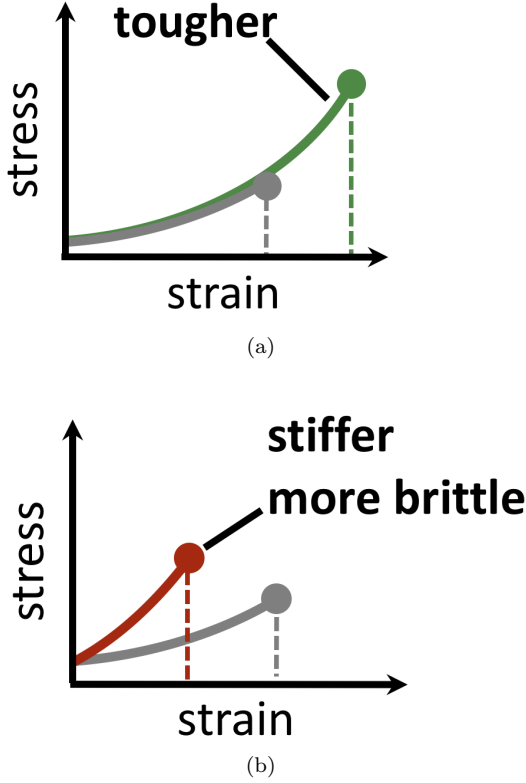 tougher
stress
strain
(a)
stiffer
more brittle
stress
strain
(b)